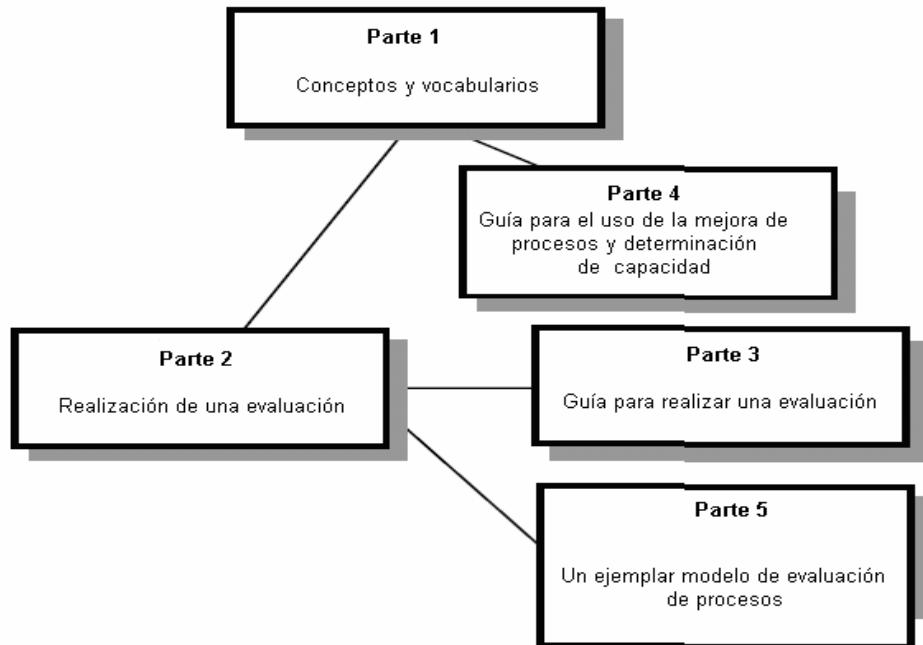 Parte 1
Conceptos y vocabularios
Parte 4
Guía para el uso de la mejora de
procesos y determinación
de capacidad
Parte 2
Realización de una evaluación
Parte 3
Guía para realizar una evaluación
Parte 5
Un ejemplar modelo de evaluación
de procesos